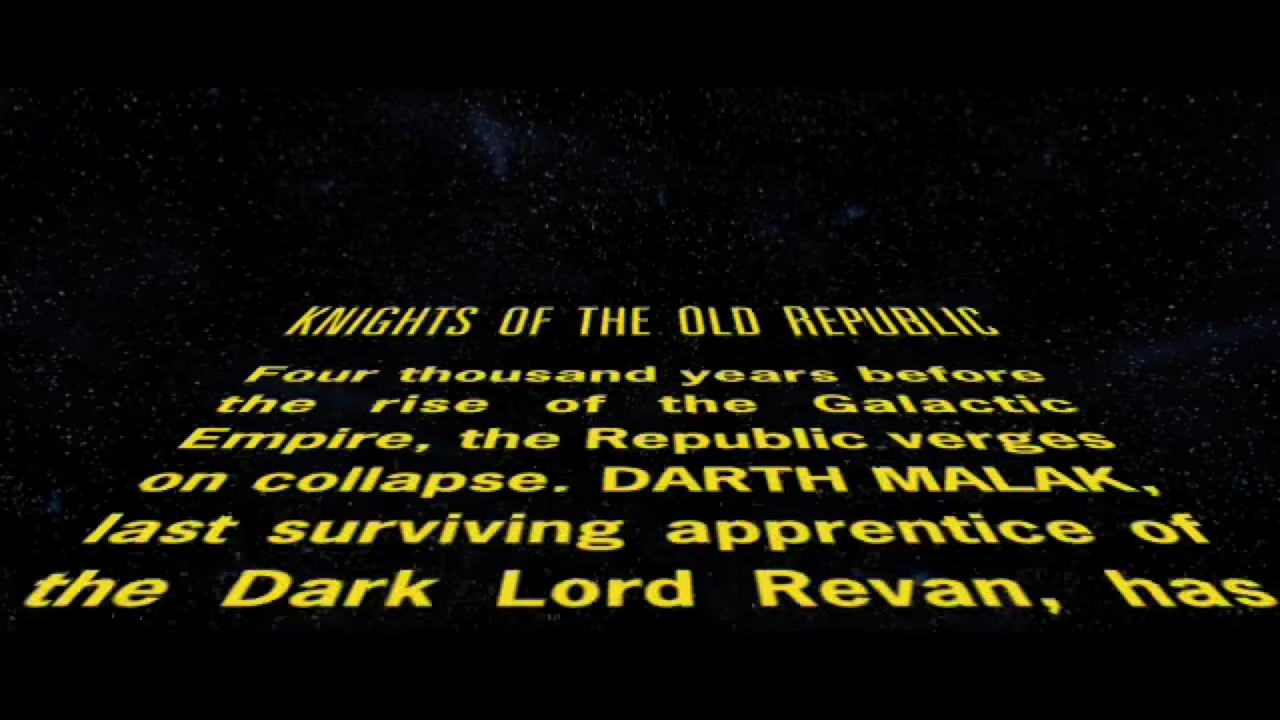 KNIGHTS OF THE OLD REPUBLIC
Four thousand years before
the rise of the Galactic
Empire, the Republic verges
on collapse. DARTH MALAK,
last surviving apprentice of
the Dark Lord Revan, has